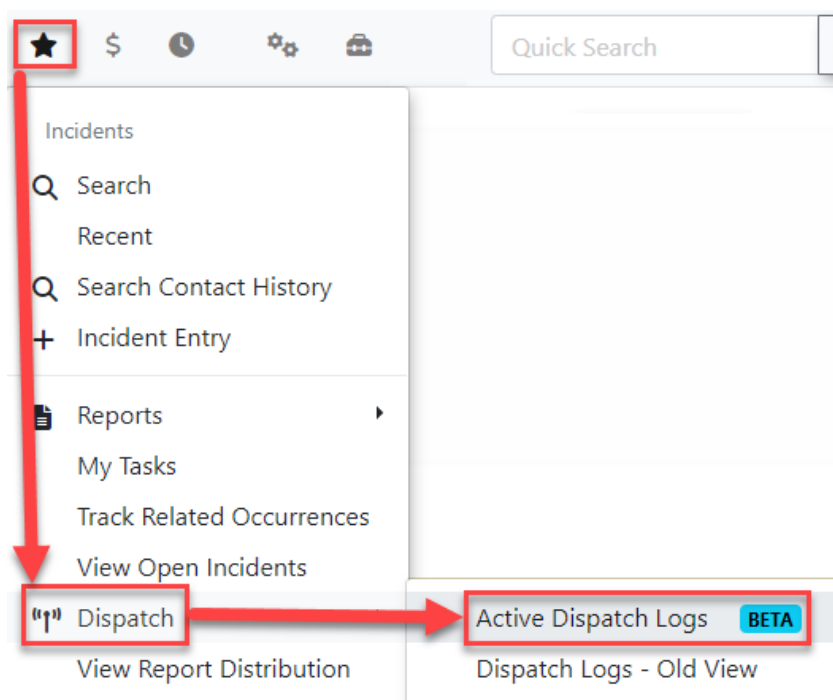 Quick Search
Incidents
Search
Recent
Search Contact History
Incident Entry
Reports
My Tasks
Track Related Occurrences
View Open Incidents
Dispatch
Active Dispatch Logs BETA
View Report Distribution
Dispatch Logs - Old View